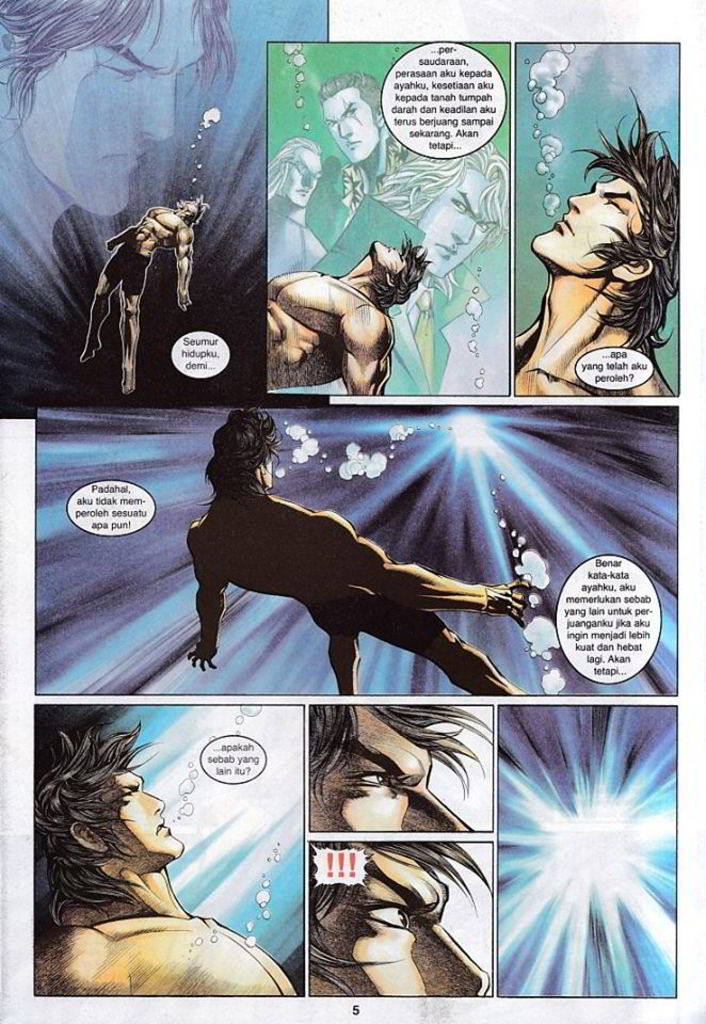 Seumur
hidupku,
demi...
...per-
saudaraan,
perasaan aku kepada
ayahku, kesetiaan aku
kepada tanah tumpah
darah dan keadilan aku
terus berjuang sampai
sekarang. Akan
tetapi...
...apa
yang telah aku
peroleh?
Padahal,
aku tidak mem-
peroleh sesuatu
apa pun!
Benar
kata-kata
ayahku, aku
memerlukan sebab
yang lain untuk per-
juanganku jika aku
ingin menjadi lebih
kuat dan hebat
lagi. Akan
tetapi...
...apakah
sebab yang
lain itu?
!!!
5